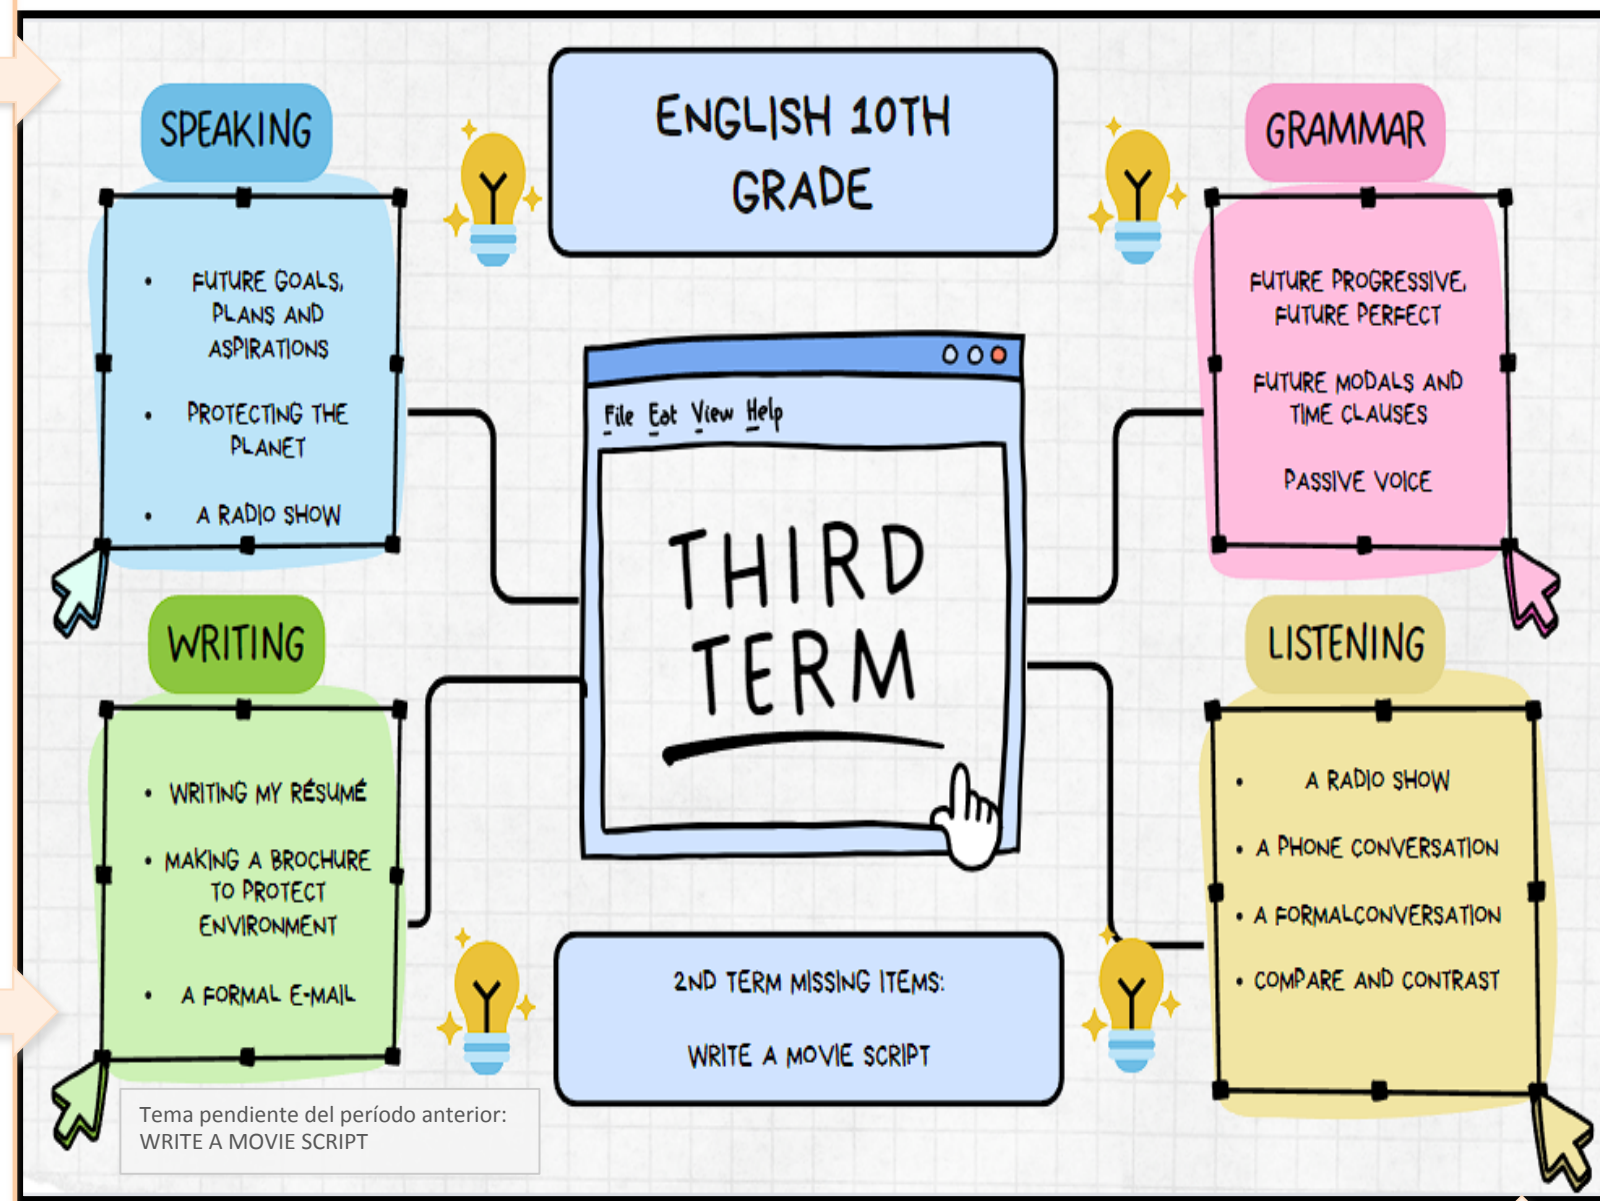 ENGLISH 10TH
GRADE
SPEAKING
• FUTURE GOALS,
PLANS AND
ASPIRATIONS
• PROTECTING THE
PLANET
• A RADIO SHOW
GRAMMAR
FUTURE PROGRESSIVE,
FUTURE PERFECT
FUTURE MODALS AND
TIME CLAUSES
PASSIVE VOICE
File Eat View Help
THIRD
TERM
WRITING
• WRITING MY RÉSUMÉ
• MAKING A BROCHURE
TO PROTECT
ENVIRONMENT
• A FORMAL E-MAIL
LISTENING
• A RADIO SHOW
• A PHONE CONVERSATION
• A FORMALCONVERSATION
• COMPARE AND CONTRAST
2ND TERM MISSING ITEMS:
WRITE A MOVIE SCRIPT
Tema pendiente del período anterior:
WRITE A MOVIE SCRIPT